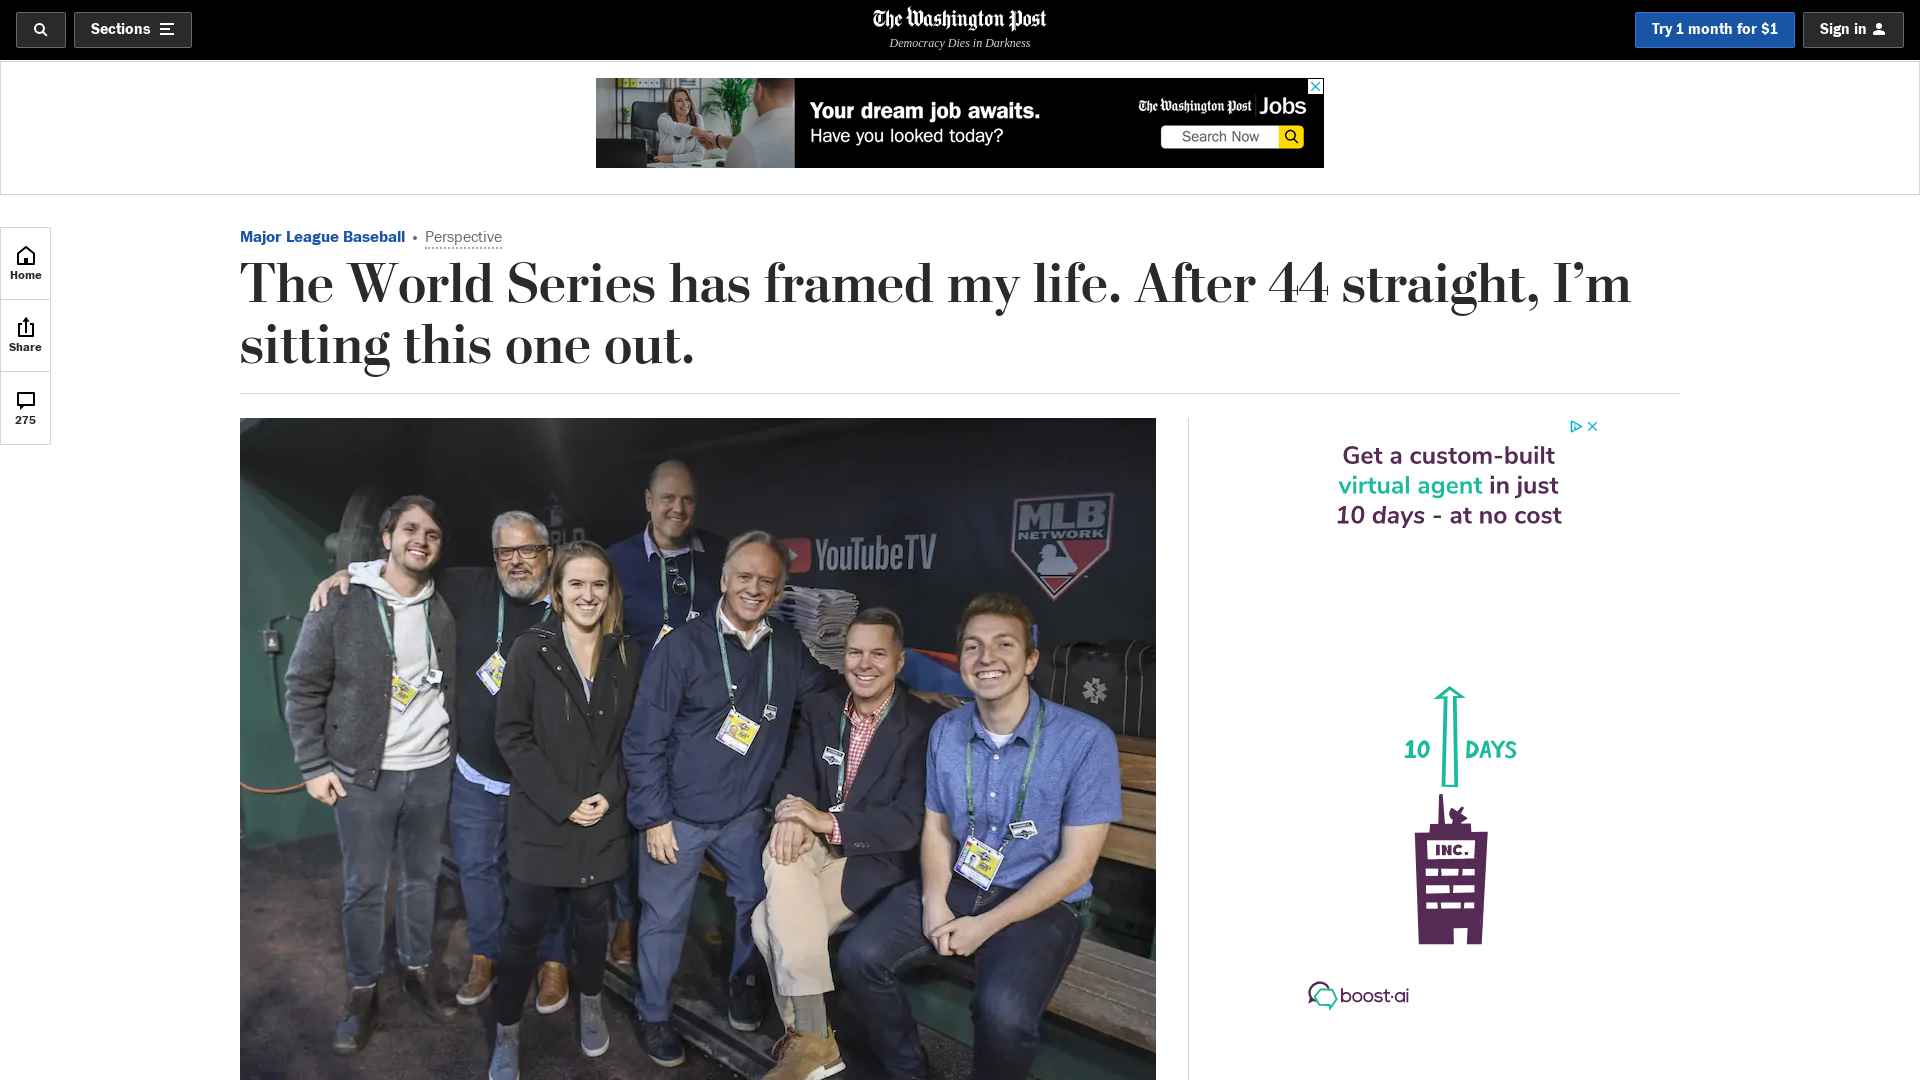 Sections
The Washington Post
Democracy Dies in Darkness
Try 1 month for $1
Sign in
Your dream job awaits.
Have you looked today?
The Washington Post Jobs
Search Now
Home
Share
275
Major League Baseball • Perspective
The World Series has framed my life. After 44 straight, I’m
sitting this one out.
YouTubeTV
MLB
NETWORK
Get a custom-built
virtual agent in just
10 days - at no cost
10 DAYS
INC.
boost.ai